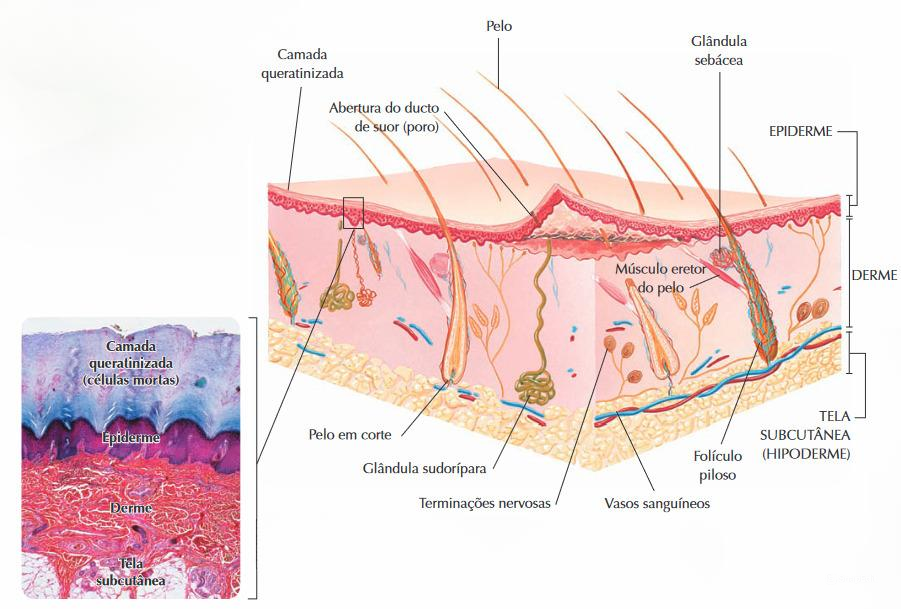 Pelo
Camada
queratinizada
Glândula
sebácea
Abertura do ducto
de suor (poro)
EPIDERME
Músculo eretor
do pelo
DERME
Camada
queratinizada
(células mortas)
Epiderme
Derme
Tela
subcutânea
Pelo em corte
Glândula sudorípara
Terminações nervosas
Vasos sanguíneos
Folículo
piloso
TELA
SUBCUTÂNEA
(HIPODERME)